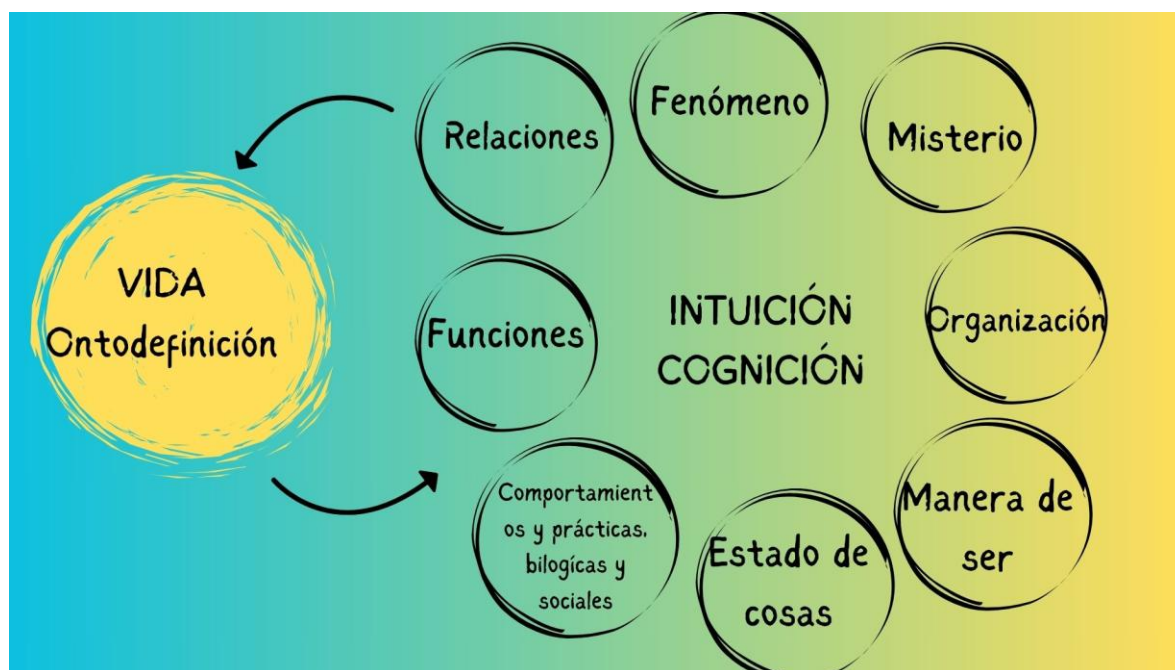 Fenómeno
Relaciones
Misterio
VIDA
Ontodefinición
Funciones
INTUICIÓN
COGNICIÓN
Organización
Comportamient
os y prácticas,
bilogícas y
sociales
Estado de
cosas
Manera de
ser